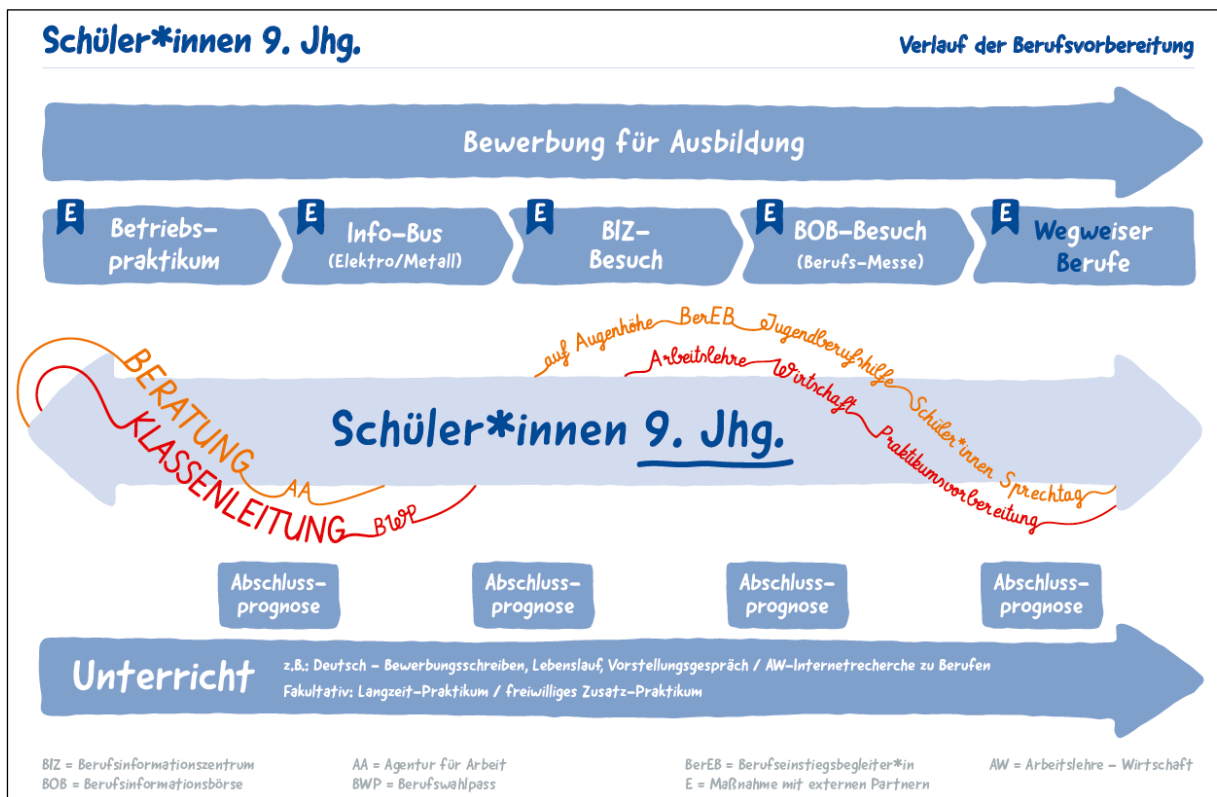 Schüler*innen 9. Jhg.
Verlauf der Berufsvorbereitung
Bewerbung für Ausbildung
E
Betriebs-
praktikum
E
Info-Bus
(Elektro/Metall)
E
BIZ-
Besuch
E
BOB-Besuch
(Berufs-Messe)
E
Wegweiser
Berufe
BERATUNG AA
auf Augenhöhe BerEB Jugendberufshilfe Schüler*innen Sprechtag
KLASSENLEITUNG BWP
Arbeitslehre Wirtschaft Praktikumsvorbereitung
Schüler*innen 9. Jhg.
Abschluss-
prognose
Abschluss-
prognose
Abschluss-
prognose
Abschluss-
prognose
Unterricht
z.B.: Deutsch - Bewerbungsschreiben, Lebenslauf, Vorstellungsgespräch / AW-Internetrecherche zu Berufen
Fakultativ: Langzeit-Praktikum / freiwilliges Zusatz-Praktikum
BIZ = Berufsinformationszentrum
BOB = Berufsinformationsbörse
AA = Agentur für Arbeit
BWP = Berufswahlpass
BerEB = Berufseinstiegsbegleiter*in
E = Maßnahme mit externen Partnern
AW = Arbeitslehre - Wirtschaft